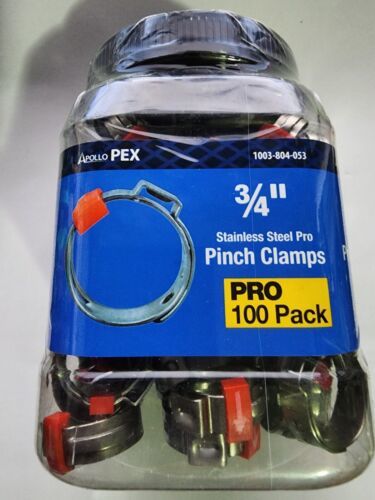 APOLLO PEX
1003-804-053
3/4"
Stainless Steel Pro
Pinch Clamps
PRO
100 Pack